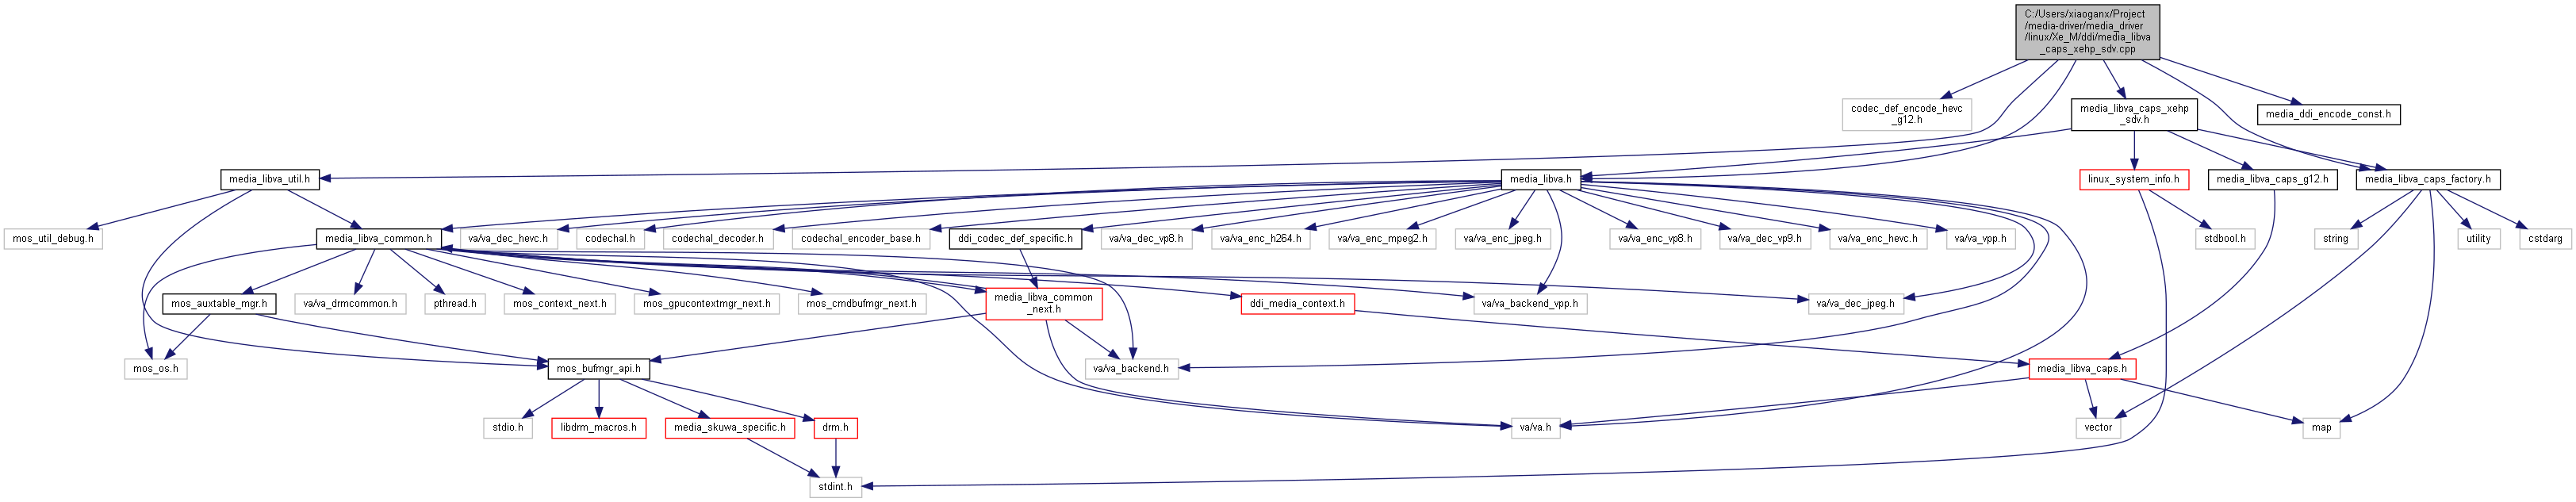 C:/Users/xiaoganx/Project
/media-driver/media_driver
/linux/Xe_M/ddi/media_libva
_caps_xehp_sdv.cpp
codec_def_encode_hevc
_g12.h
media_libva_caps_xehp
_sdv.h
media_ddi_encode_const.h
media_libva_util.h
media_libva.h
linux_system_info.h
media_libva_caps_g12.h
media_libva_caps_factory.h
mos_util_debug.h
media_libva_common.h
va/va_dec_hevc.h
codechal.h
codechal_decoder.h
codechal_encoder_base.h
ddi_codec_def_specific.h
va/va_dec_vp8.h
va/va_enc_h264.h
va/va_enc_mpeg2.h
va/va_enc_jpeg.h
va/va_enc_vp8.h
va/va_dec_vp9.h
va/va_enc_hevc.h
va/va_vpp.h
stdbool.h
string
utility
cstdarg
mos_auxtable_mgr.h
va/va_drmcommon.h
pthread.h
mos_context_next.h
mos_gpucontextmgr_next.h
mos_cmdbufmgr_next.h
media_libva_common
_next.h
ddi_media_context.h
va/va_backend_vpp.h
va/va_dec_jpeg.h
mos_os.h
mos_bufmgr_api.h
va/va_backend.h
media_libva_caps.h
stdio.h
libdrm_macros.h
media_skuwa_specific.h
drm.h
va/va.h
vector
map
stdint.h